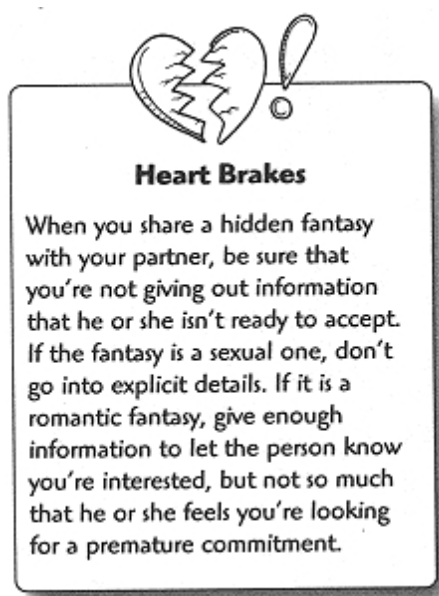 Heart Brakes
When you share a hidden fantasy
with your partner, be sure that
you're not giving out information
that he or she isn't ready to accept.
If the fantasy is a sexual one, don't
go into explicit details. If it is a
romantic fantasy, give enough
information to let the person know
you're interested, but not so much
that he or she feels you're looking
for a premature commitment.